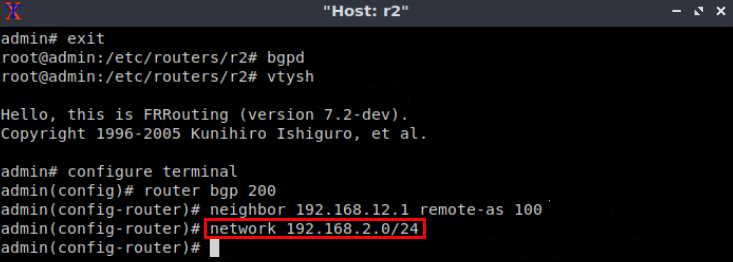 "Host: r2"
admin# exit
root@admin:/etc/routers/r2# bgpd
root@admin:/etc/routers/r2# vtysh
Hello, this is FRRouting (version 7.2-dev).
Copyright 1996-2005 Kunihiro Ishiguro, et al.
admin# configure terminal
admin(config)# router bgp 200
admin(config-router)# neighbor 192.168.12.1 remote-as 100
admin(config-router)# network 192.168.2.0/24
admin(config-router)#